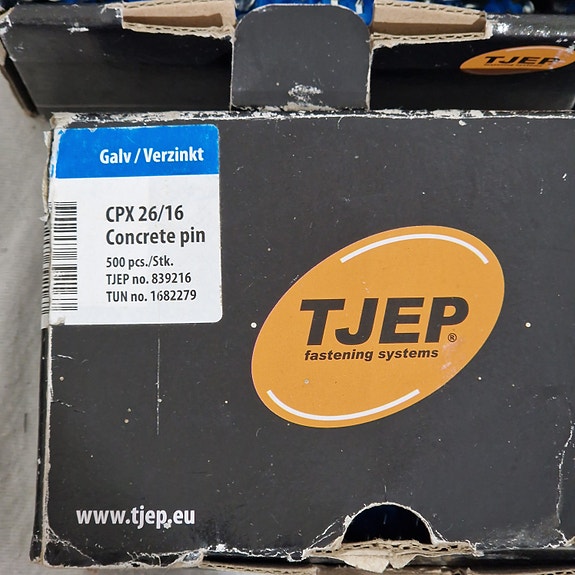 TJEP
Galv / Verzinkt
CPX 26/16
Concrete pin
500 pcs./Stk.
TJEP no. 839216
TUN no. 1682279
TJEP®
fastening systems
www.tjep.eu